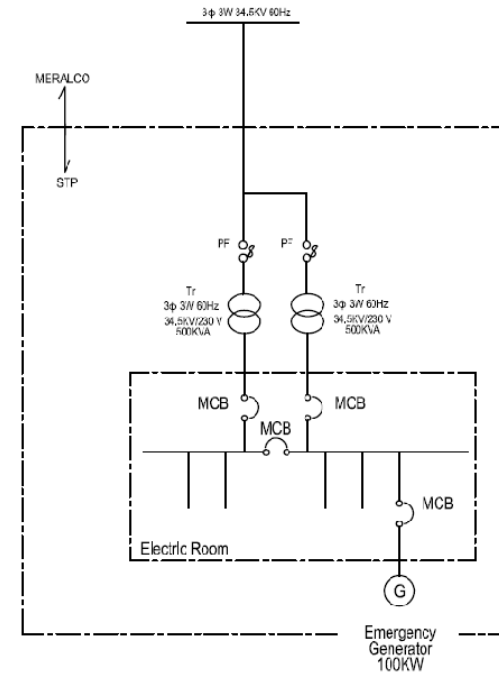 3φ 3W 34.5KV 60Hz
MERALCO
STP
PF
PF
Tr
3φ 3W 60Hz
34.5KV/230 V
500KVA
Tr
3φ 3W 60Hz
34.5KV/230 V
500KVA
MCB
MCB
MCB
MCB
Electric Room
G
Emergency
Generator
100KW